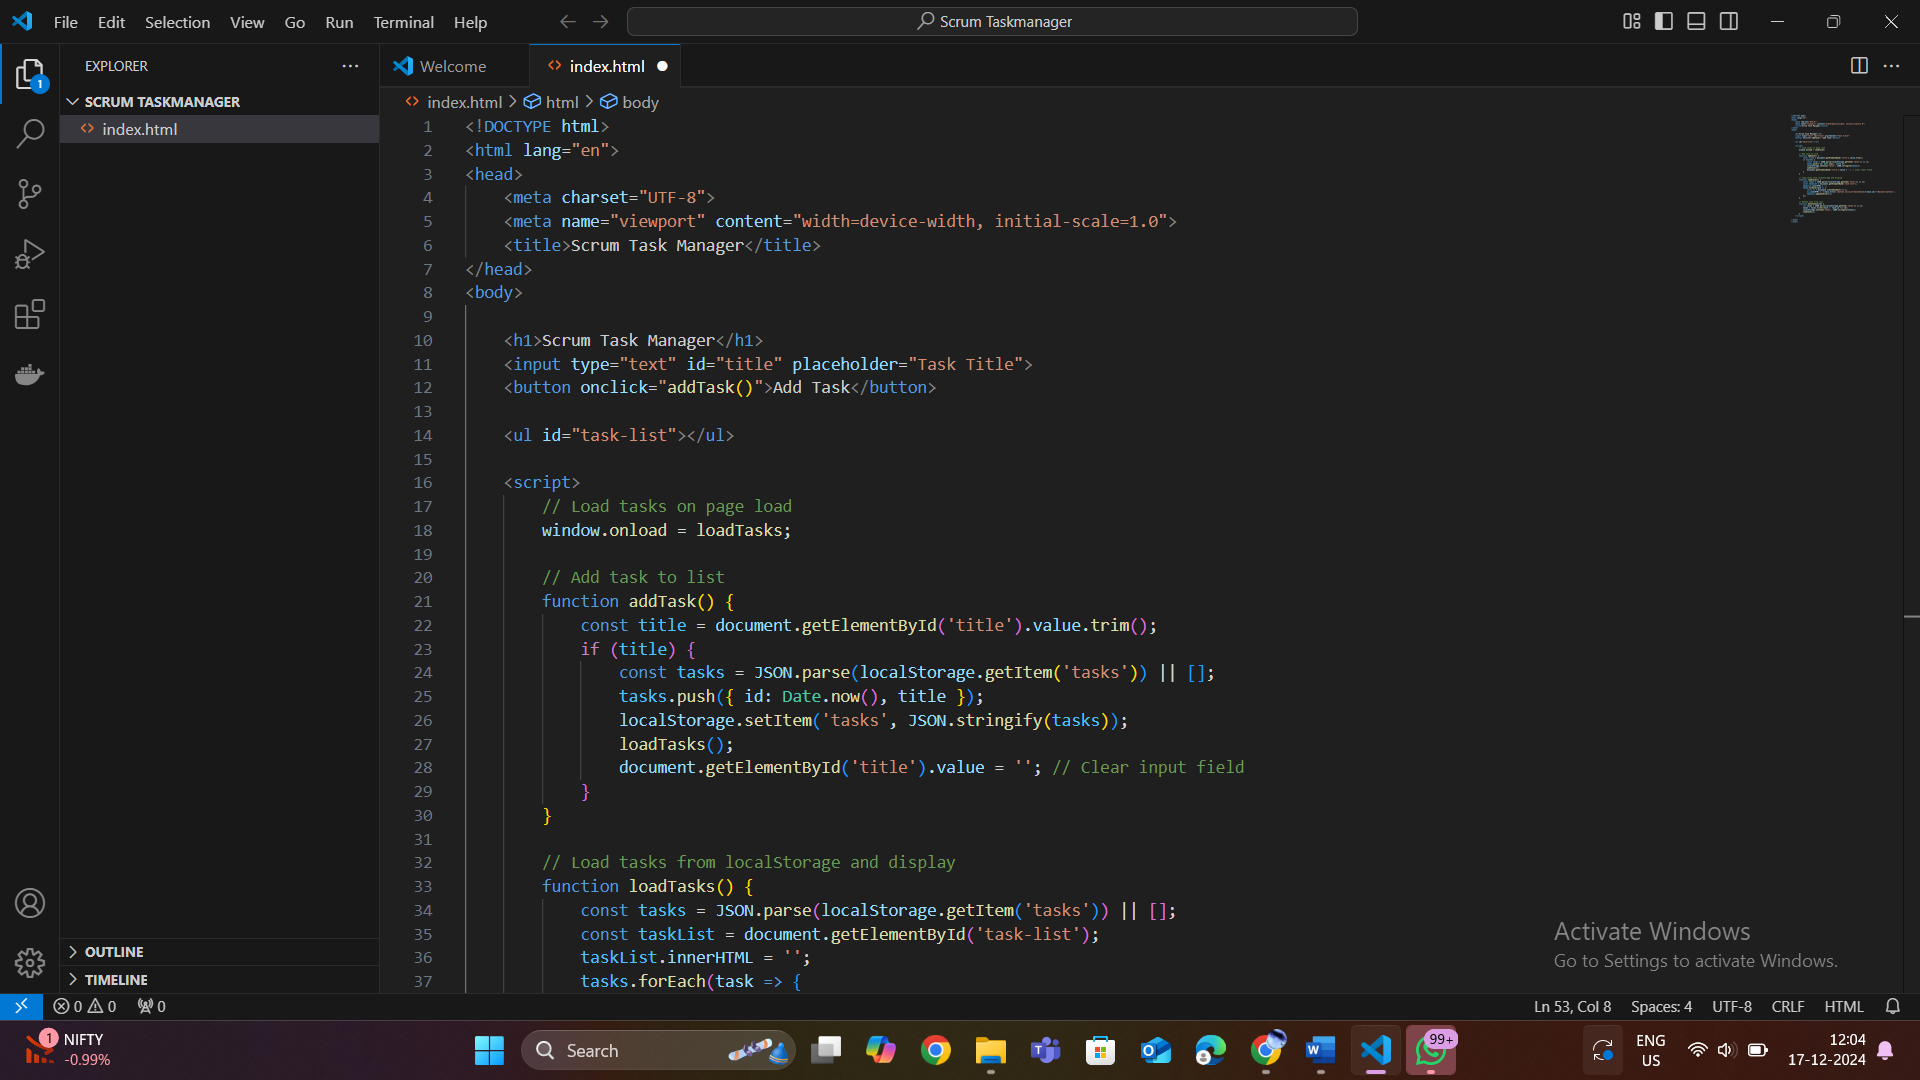 File Edit Selection View Go Run Terminal Help
Scrum Taskmanager
EXPLORER
1
SCRUM TASKMANAGER
index.html
Welcome
index.html
index.html > html > body
1 <!DOCTYPE html>
2 <html lang="en">
3 <head>
4 <meta charset="UTF-8">
5 <meta name="viewport" content="width=device-width, initial-scale=1.0">
6 <title>Scrum Task Manager</title>
7 </head>
8 <body>
9
10 <h1>Scrum Task Manager</h1>
11 <input type="text" id="title" placeholder="Task Title">
12 <button onclick="addTask()">Add Task</button>
13
14 <ul id="task-list"></ul>
15
16 <script>
17 // Load tasks on page load
18 window.onload = loadTasks;
19
20 // Add task to list
21 function addTask() {
22 const title = document.getElementById('title').value.trim();
23 if (title) {
24 const tasks = JSON.parse(localStorage.getItem('tasks')) || [];
25 tasks.push({ id: Date.now(), title });
26 localStorage.setItem('tasks', JSON.stringify(tasks));
27 loadTasks();
28 document.getElementById('title').value = ''; // Clear input field
29 }
30 }
31
32 // Load tasks from localStorage and display
33 function loadTasks() {
34 const tasks = JSON.parse(localStorage.getItem('tasks')) || [];
35 const taskList = document.getElementById('task-list');
36 taskList.innerHTML = '';
37 tasks.forEach(task => {
Activate Windows
Go to Settings to activate Windows.
OUTLINE
TIMELINE
0 0 0
Ln 53, Col 8 Spaces: 4 UTF-8 CRLF HTML
1
NIFTY
-0.99%
Search
99+
ENG
US
12:04
17-12-2024